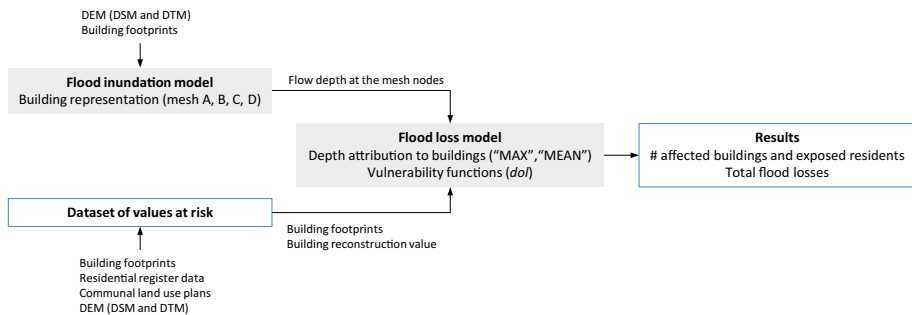 DEM (DSM and DTM)
Building footprints
Flood inundation model
Building representation (mesh A, B, C, D)
Flow depth at the mesh nodes
Flood loss model
Depth attribution to buildings (“MAX”,“MEAN”)
Vulnerability functions (dol)
Results
# affected buildings and exposed residents
Total flood losses
Dataset of values at risk
Building footprints
Building reconstruction value
Building footprints
Residential register data
Communal land use plans
DEM (DSM and DTM)